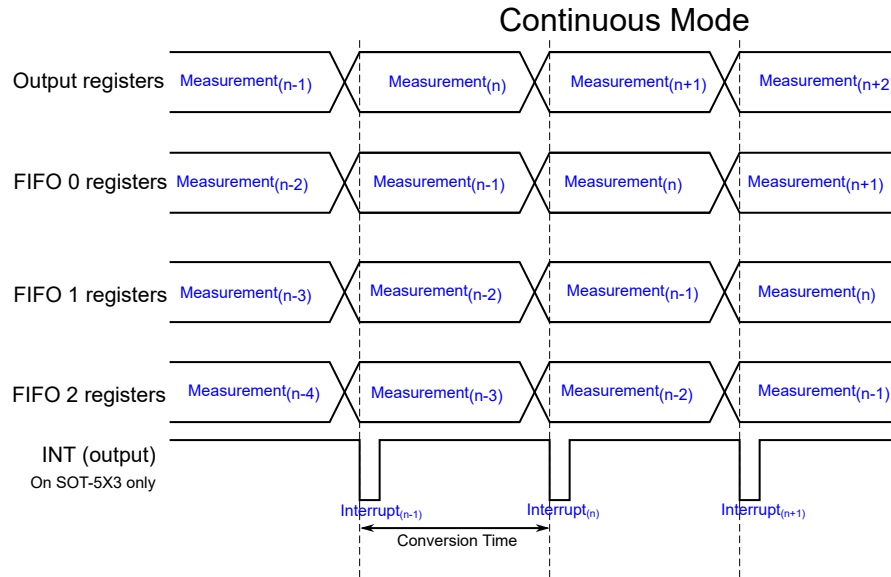 Continuous Mode
Output registers
Measurement(n-1)
Measurement(n)
Measurement(n+1)
Measurement(n+2)
FIFO 0 registers
Measurement(n-2)
Measurement(n-1)
Measurement(n)
Measurement(n+1)
FIFO 1 registers
Measurement(n-3)
Measurement(n-2)
Measurement(n-1)
Measurement(n)
FIFO 2 registers
Measurement(n-4)
Measurement(n-3)
Measurement(n-2)
Measurement(n-1)
INT (output)
On SOT-5X3 only
Interrupt(n-1)
Interrupt(n)
Interrupt(n+1)
Conversion Time